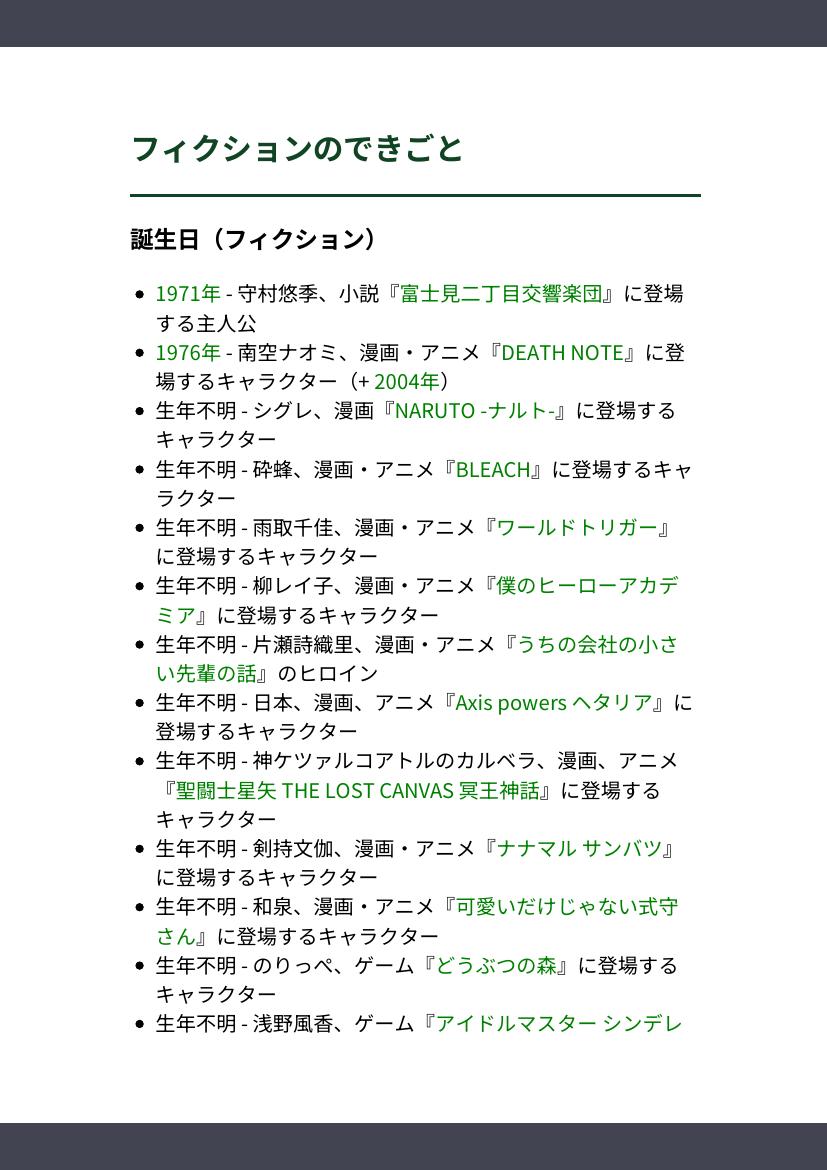 フィクションのできごと
誕生日（フィクション）
• 1971年 - 守村悠季、小説『富士見二丁目交響楽団』に登場
する主人公
• 1976年 - 南空ナオミ、漫画・アニメ『DEATH NOTE』に登
場するキャラクター（+ 2004年）
• 生年不明 - シグレ、漫画『NARUTO -ナルト-』に登場する
キャラクター
• 生年不明 - 砕蜂、漫画・アニメ『BLEACH』に登場するキャ
ラクター
• 生年不明 - 雨取千佳、漫画・アニメ『ワールドトリガー』
に登場するキャラクター
• 生年不明 - 柳レイ子、漫画・アニメ『僕のヒーローアカデ
ミア』に登場するキャラクター
• 生年不明 - 片瀬詩織里、漫画・アニメ『うちの会社の小さ
い先輩の話』のヒロイン
• 生年不明 - 日本、漫画、アニメ『Axis powers ヘタリア』に
登場するキャラクター
• 生年不明 - 神ケツァルコアトルのカルベラ、漫画、アニメ
『聖闘士星矢 THE LOST CANVAS 冥王神話』に登場する
キャラクター
• 生年不明 - 剣持文伽、漫画・アニメ『ナナマル サンバツ』
に登場するキャラクター
• 生年不明 - 和泉、漫画・アニメ『可愛いだけじゃない式守
さん』に登場するキャラクター
• 生年不明 - のりっぺ、ゲーム『どうぶつの森』に登場する
キャラクター
• 生年不明 - 浅野風香、ゲーム『アイドルマスター シンデレ